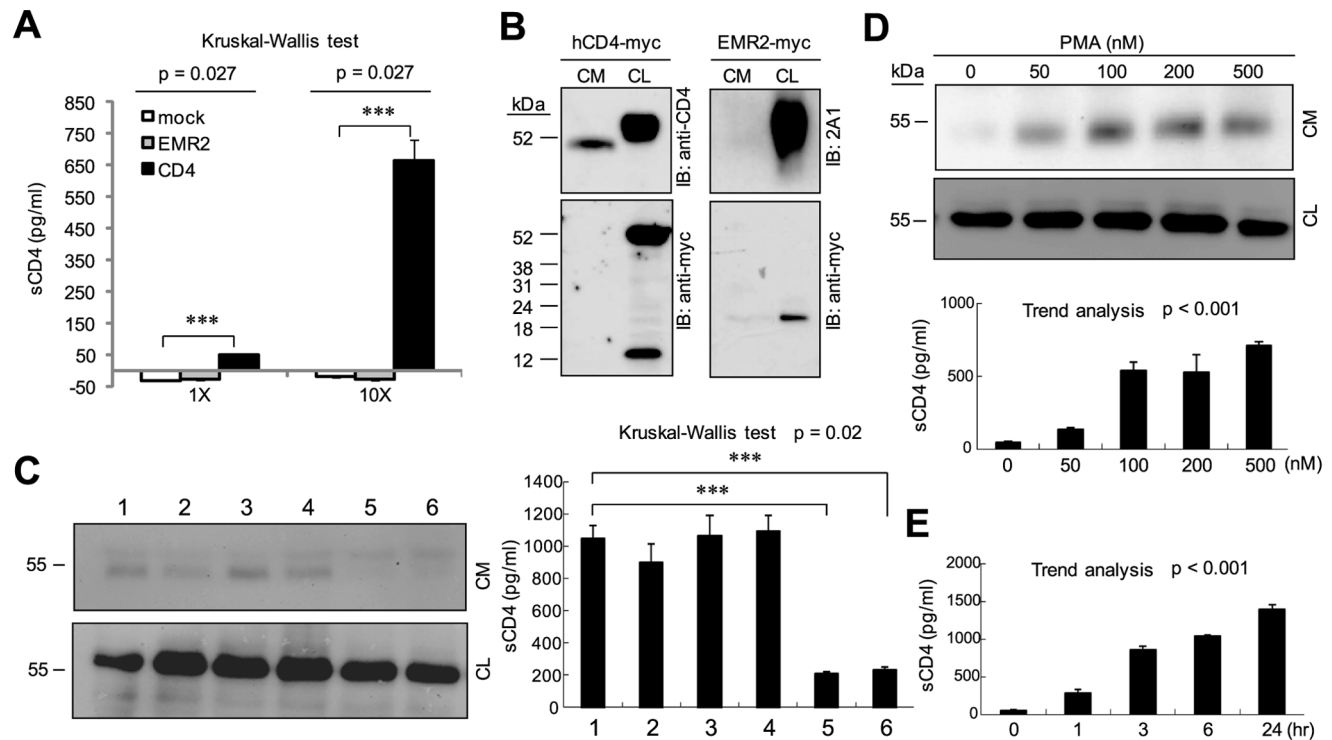 A
Kruskal-Wallis test
p = 0.027 p = 0.027
850
750
650
550
450
350
250
150
50
-50
sCD4 (pg/ml)
mock
EMR2
CD4
***
***
1X 10X
B
hCD4-myc EMR2-myc
CM CL CM CL
kDa
52
IB: anti-CD4
IB: 2A1
52
38
31
24
18
12
IB: anti-myc
IB: anti-myc
C
1 2 3 4 5 6
55
CM
55
CL
Kruskal-Wallis test p = 0.02
***
***
1400
1200
1000
800
600
400
200
0
sCD4 (pg/ml)
1 2 3 4 5 6
D
PMA (nM)
kDa 0 50 100 200 500
55
CM
55
CL
Trend analysis p < 0.001
1000
500
0
sCD4 (pg/ml)
0 50 100 200 500 (nM)
E
Trend analysis p < 0.001
2000
1500
1000
500
0
sCD4 (pg/ml)
0 1 3 6 24 (hr)